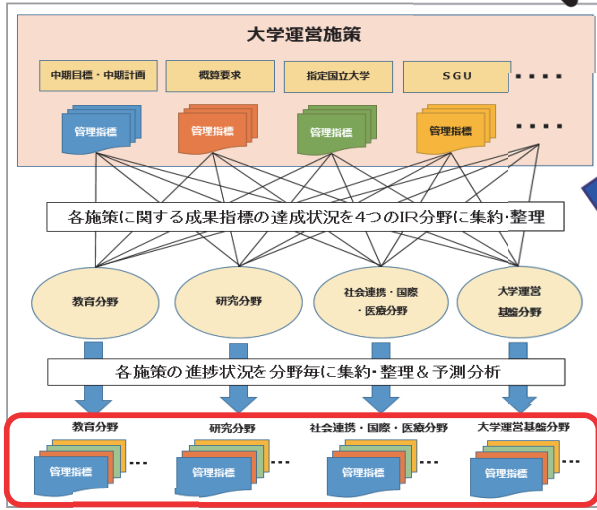 大学運営施策
中期目標・中期計画 概算要求 指定国立大学 SGU ・・・・
管理指標 管理指標 管理指標 管理指標 ・・・・
各施策に関する成果指標の達成状況を4つのIR分野に集約・整理
教育分野 研究分野 社会連携・国際・医療分野 大学運営基盤分野
各施策の進捗状況を分野毎に集約・整理&予測分析
教育分野 研究分野 社会連携・国際・医療分野 大学運営基盤分野
管理指標 ・・・ 管理指標 ・・・ 管理指標 ・・・ 管理指標 ・・・